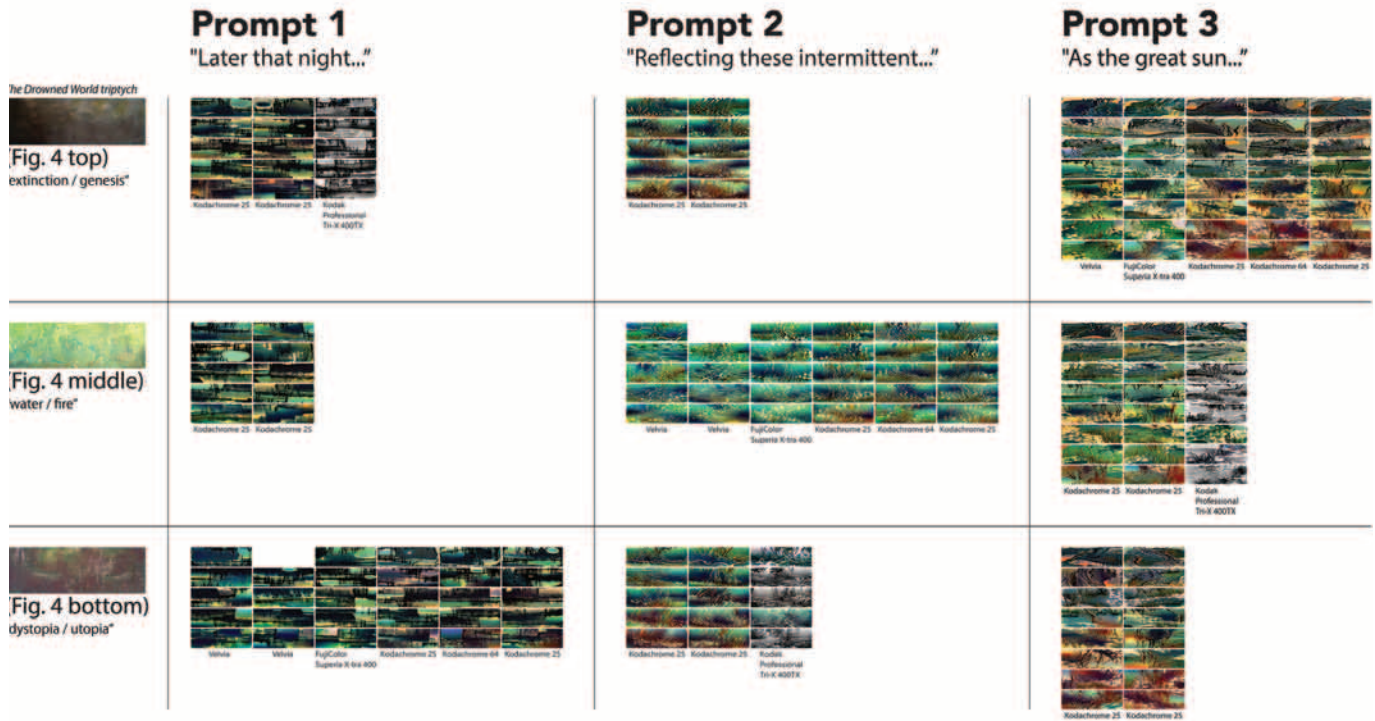 Prompt 1
"Later that night..."
Prompt 2
"Reflecting these intermittent..."
Prompt 3
"As the great sun..."
The Drowned World triptych
(Fig. 4 top)
extinction / genesis"
Kodachrome 25 Kodachrome 25 Kodak
Professional
Tri-X 400TX
Kodachrome 25 Kodachrome 25
Velvia FujiColor Kodachrome 25 Kodachrome 64 Kodachrome 25
Superia X-tra 400
(Fig. 4 middle)
water / fire"
Kodachrome 25 Kodachrome 25
Velvia Velvia FujiColor Kodachrome 25 Kodachrome 64 Kodachrome 25
Superia X-tra 400
Kodachrome 25 Kodachrome 25 Kodak
Professional
Tri-X 400TX
(Fig. 4 bottom)
dystopia / utopia"
Velvia Velvia FujiColor Kodachrome 25 Kodachrome 64 Kodachrome 25
Superia X-tra 400
Kodachrome 25 Kodachrome 25 Kodak
Professional
Tri-X 400TX
Kodachrome 25 Kodachrome 25